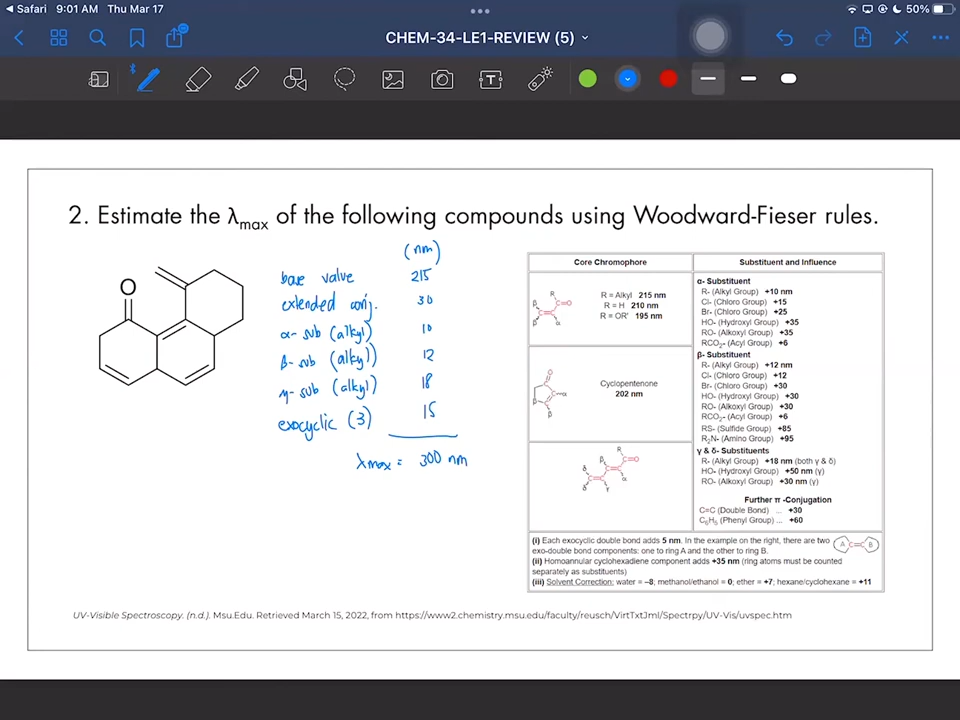 Safari 9:01 AM Thu Mar 17
50%
CHEM-34-LE1-REVIEW (5)
2. Estimate the λmax of the following compounds using Woodward-Fieser rules.
O
(nm)
base value 215
extended conj. 30
α- sub (alkyl) 10
β- sub (alkyl) 12
γ- sub (alkyl) 18
exocyclic (3) 15
λmax = 300 nm
Core Chromophore
R
β
C=O
C=C
β
α
R = Alkyl 215 nm
R = H 210 nm
R = OR' 195 nm
O
β
α
β
Cyclopentenone
202 nm
R
β
C=O
δ
C=C
α
C=C
δ
γ
Substituent and Influence
α- Substituent
R- (Alkyl Group) +10 nm
Cl- (Chloro Group) +15
Br- (Chloro Group) +25
HO- (Hydroxyl Group) +35
RO- (Alkoxyl Group) +35
RCO2- (Acyl Group) +6
β- Substituent
R- (Alkyl Group) +12 nm
Cl- (Chloro Group) +12
Br- (Chloro Group) +30
HO- (Hydroxyl Group) +30
RO- (Alkoxyl Group) +30
RCO2- (Acyl Group) +6
RS- (Sulfide Group) +85
R2N- (Amino Group) +95
γ & δ- Substituents
R- (Alkyl Group) +18 nm (both γ & δ)
HO- (Hydroxyl Group) +50 nm (γ)
RO- (Alkoxyl Group) +30 nm (γ)
Further π -Conjugation
C=C (Double Bond) ... +30
C6H5 (Phenyl Group) ... +60
(i) Each exocyclic double bond adds 5 nm. In the example on the right, there are two
exo-double bond components: one to ring A and the other to ring B.
A C=C B
(ii) Homoannular cyclohexadiene component adds +35 nm (ring atoms must be counted
separately as substituents)
(iii) Solvent Correction: water = –8; methanol/ethanol = 0; ether = +7; hexane/cyclohexane = +11
UV-Visible Spectroscopy. (n.d.). Msu.Edu. Retrieved March 15, 2022, from https://www2.chemistry.msu.edu/faculty/reusch/VirtTxtJml/Spectrpy/UV-Vis/uvspec.htm